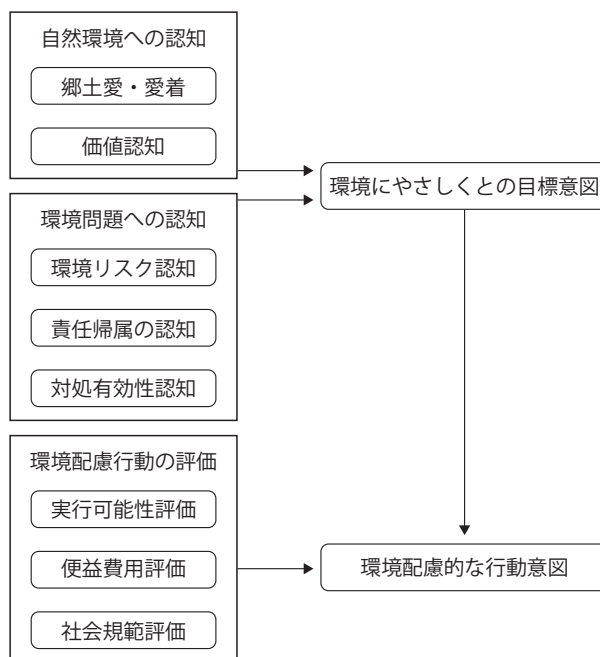 自然環境への認知
郷土愛・愛着
価値認知
環境にやさしくとの目標意図
環境問題への認知
環境リスク認知
責任帰属の認知
対処有効性認知
環境配慮行動の評価
実行可能性評価
便益費用評価
環境配慮的な行動意図
社会規範評価